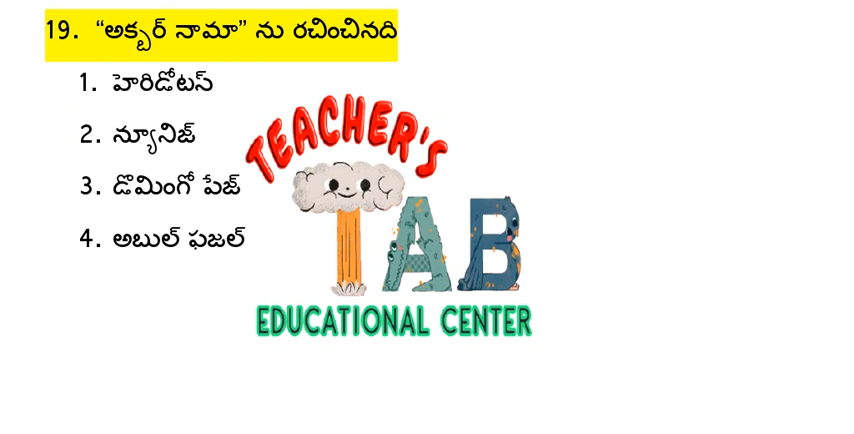 19. “అక్బర్ నామా” ను రచించినది
1. హెరిడోటస్
2. న్యూనిజ్
3. డొమింగో పేజ్
4. అబుల్ ఫజల్
TEACHER'S
TAB
EDUCATIONAL CENTER